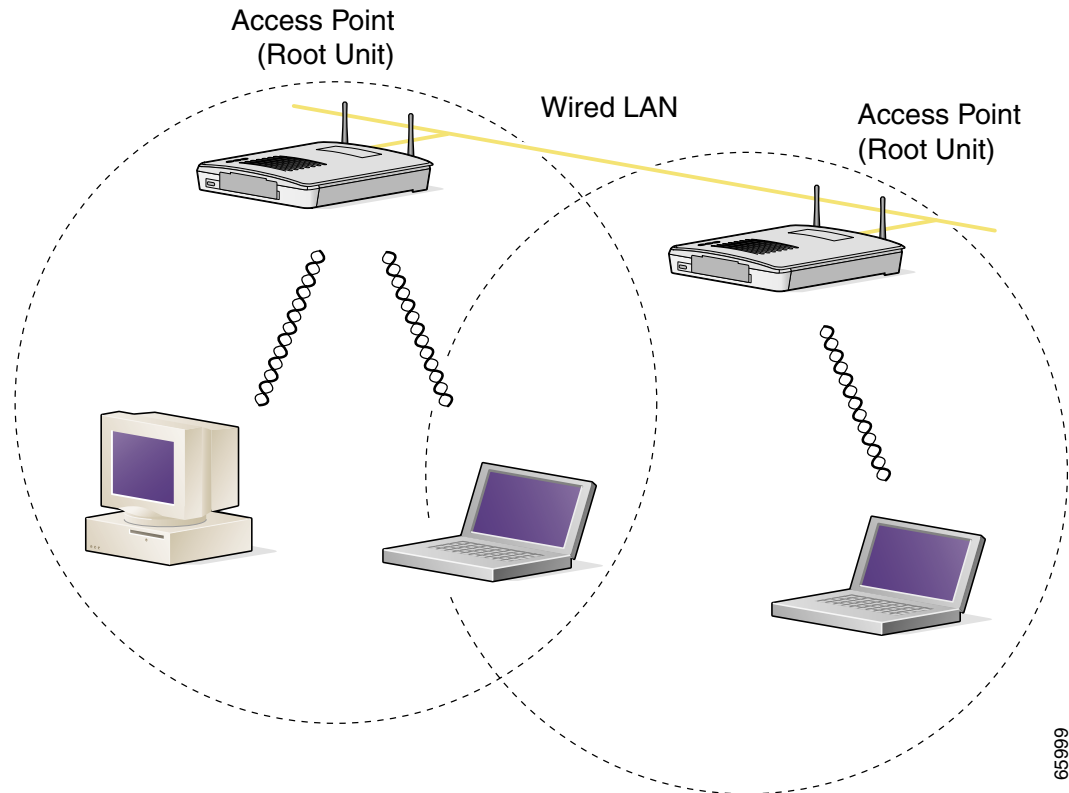 Access Point
(Root Unit)
Wired LAN
Access Point
(Root Unit)
65999